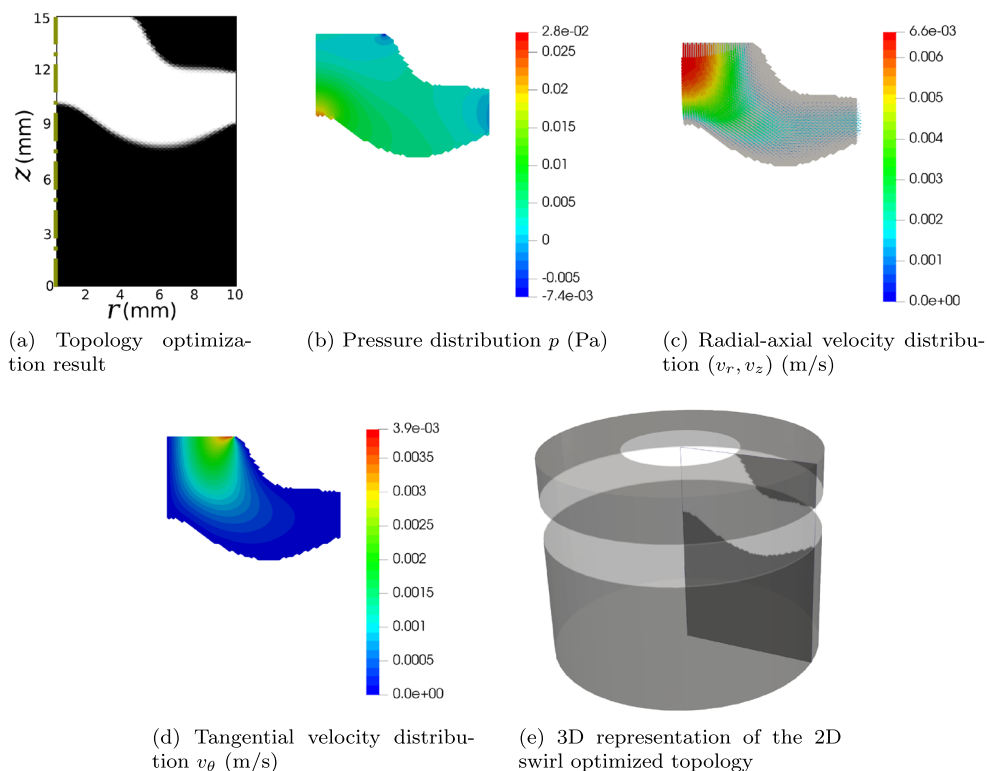 15
12
9
6
3
0
z(mm)
2 4 6 8 10
r(mm)
2.8e-02
0.025
0.02
0.015
0.01
0.005
0
-0.005
-7.4e-03
6.6e-03
0.006
0.005
0.004
0.003
0.002
0.001
0.0e+00
(a) Topology optimiza-
tion result
(b) Pressure distribution p (Pa)
(c) Radial-axial velocity distribu-
tion (vᵣ, v_z) (m/s)
3.9e-03
0.0035
0.003
0.0025
0.002
0.0015
0.001
0.0005
0.0e+00
(d) Tangential velocity distribu-
tion v_θ (m/s)
(e) 3D representation of the 2D
swirl optimized topology